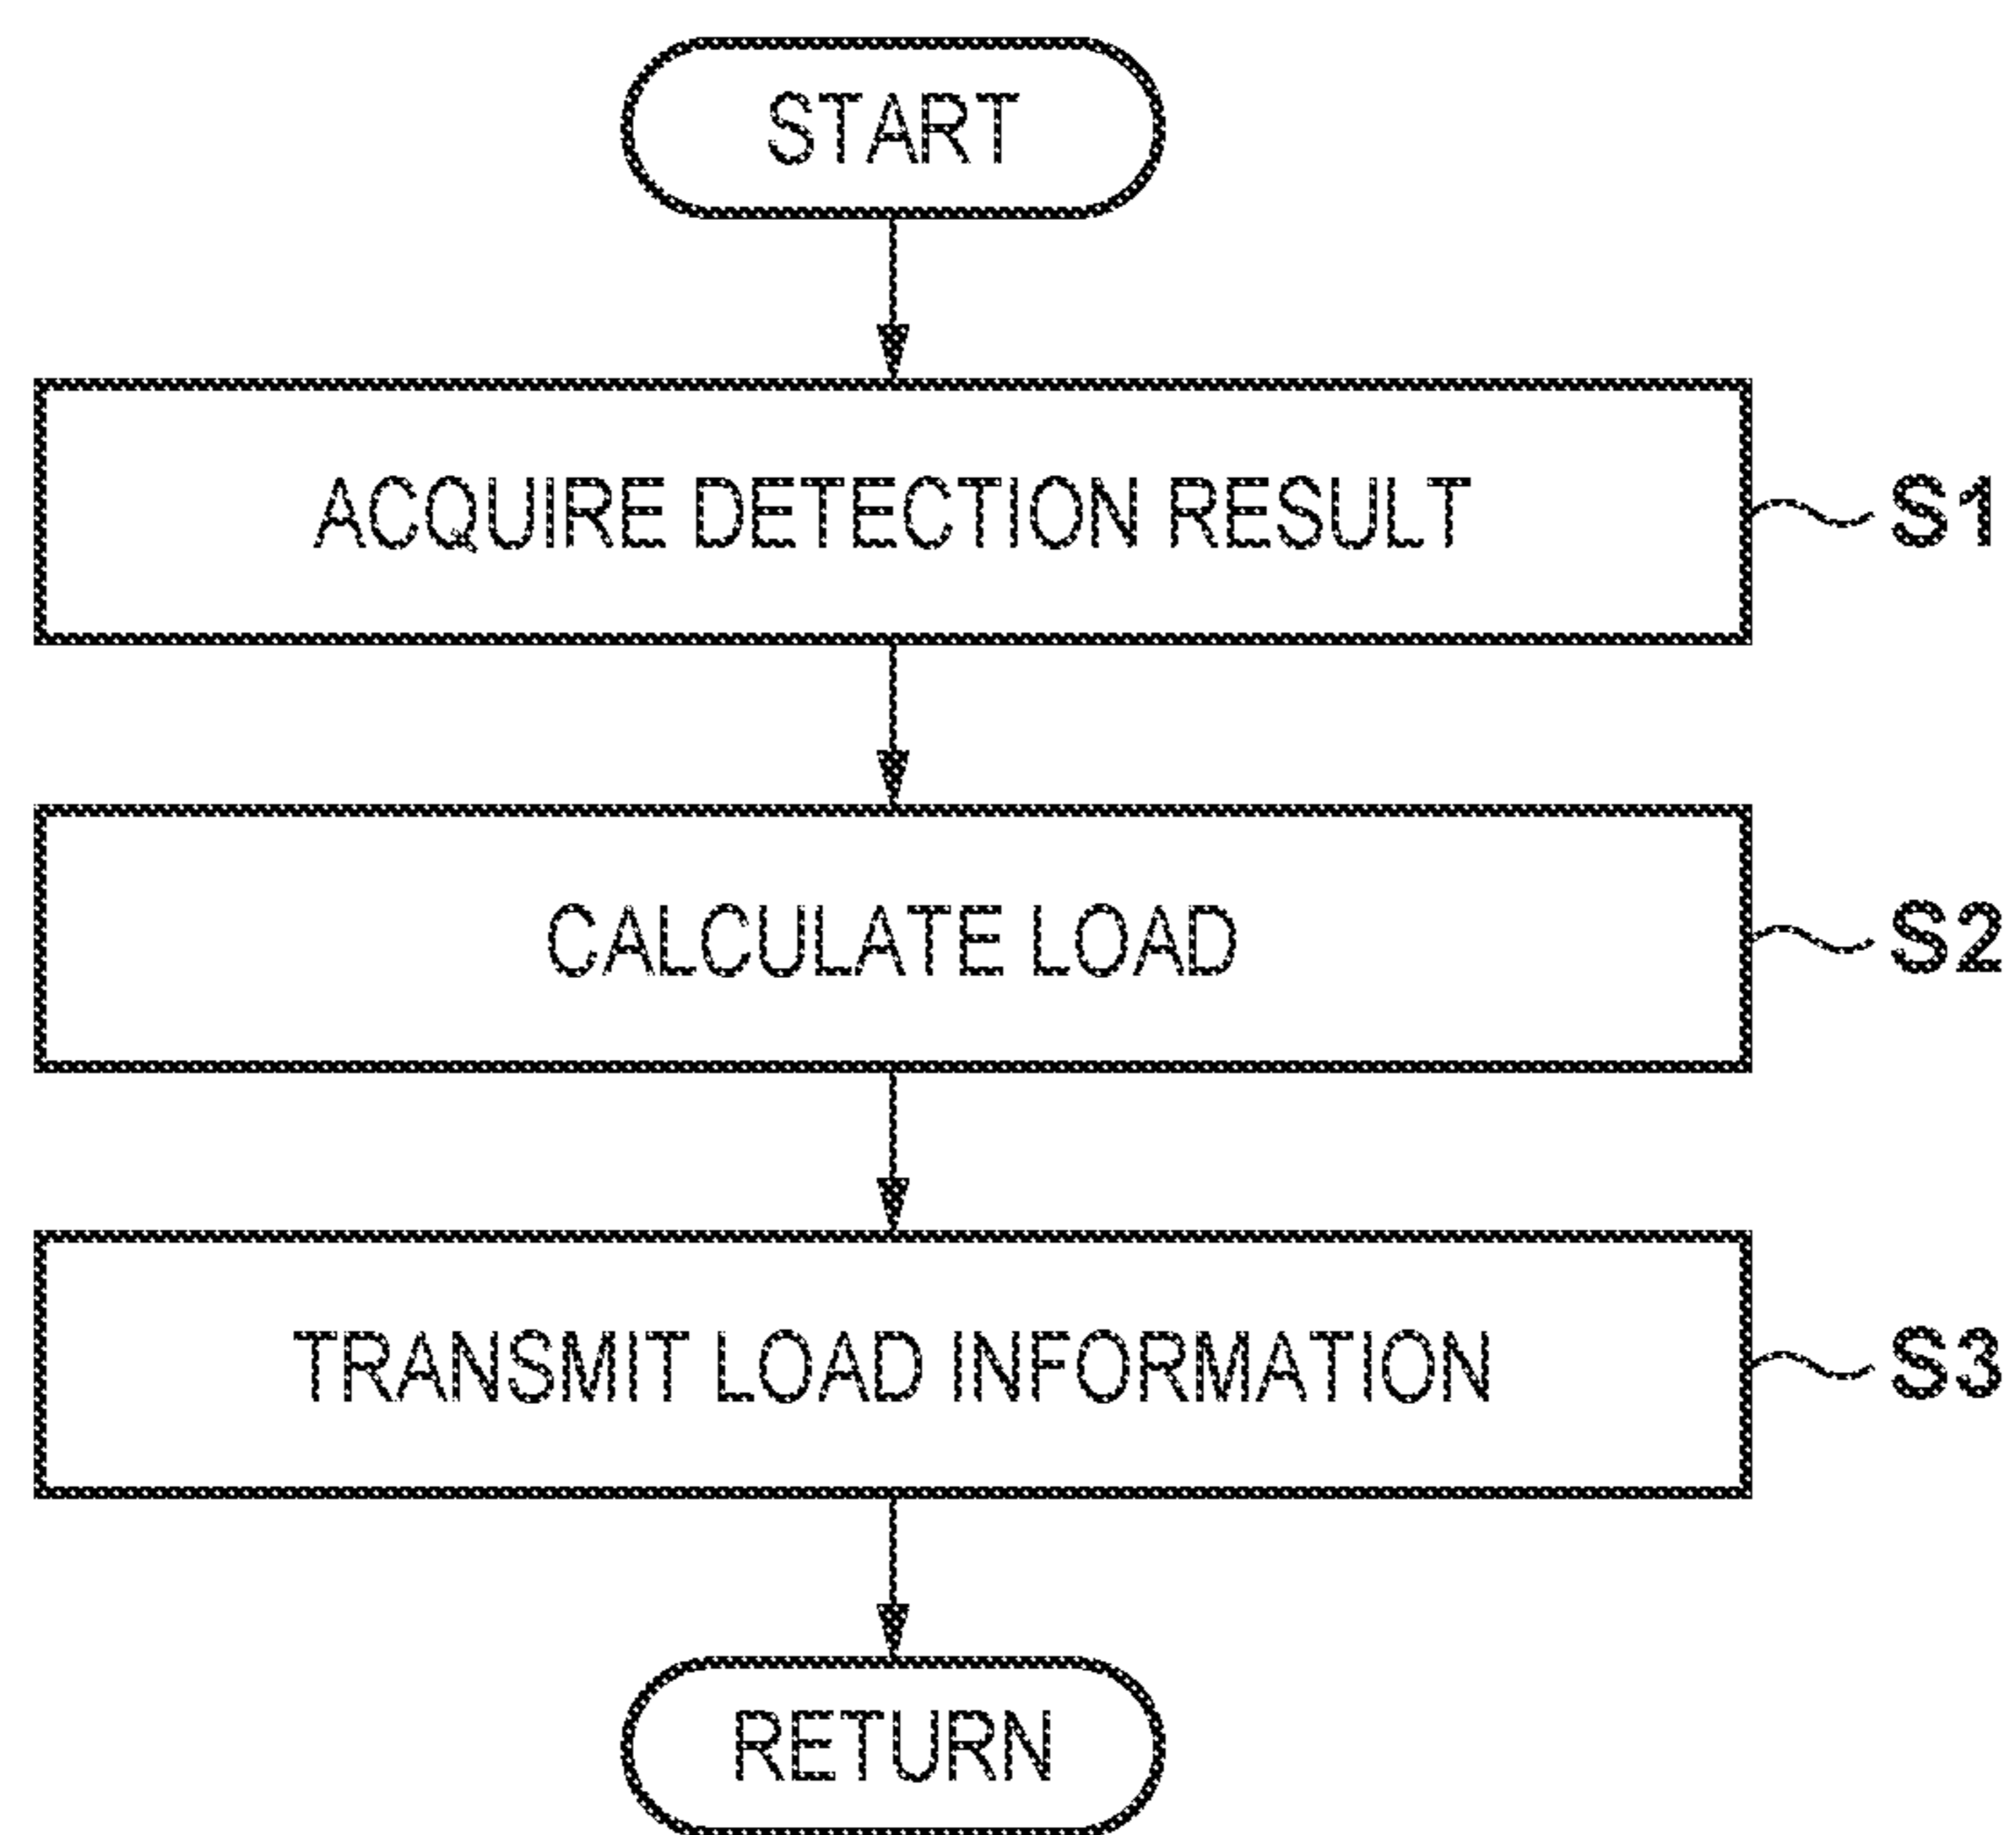 START
ACQUIRE DETECTION RESULT
S1
CALCULATE LOAD
S2
TRANSMIT LOAD INFORMATION
S3
RETURN